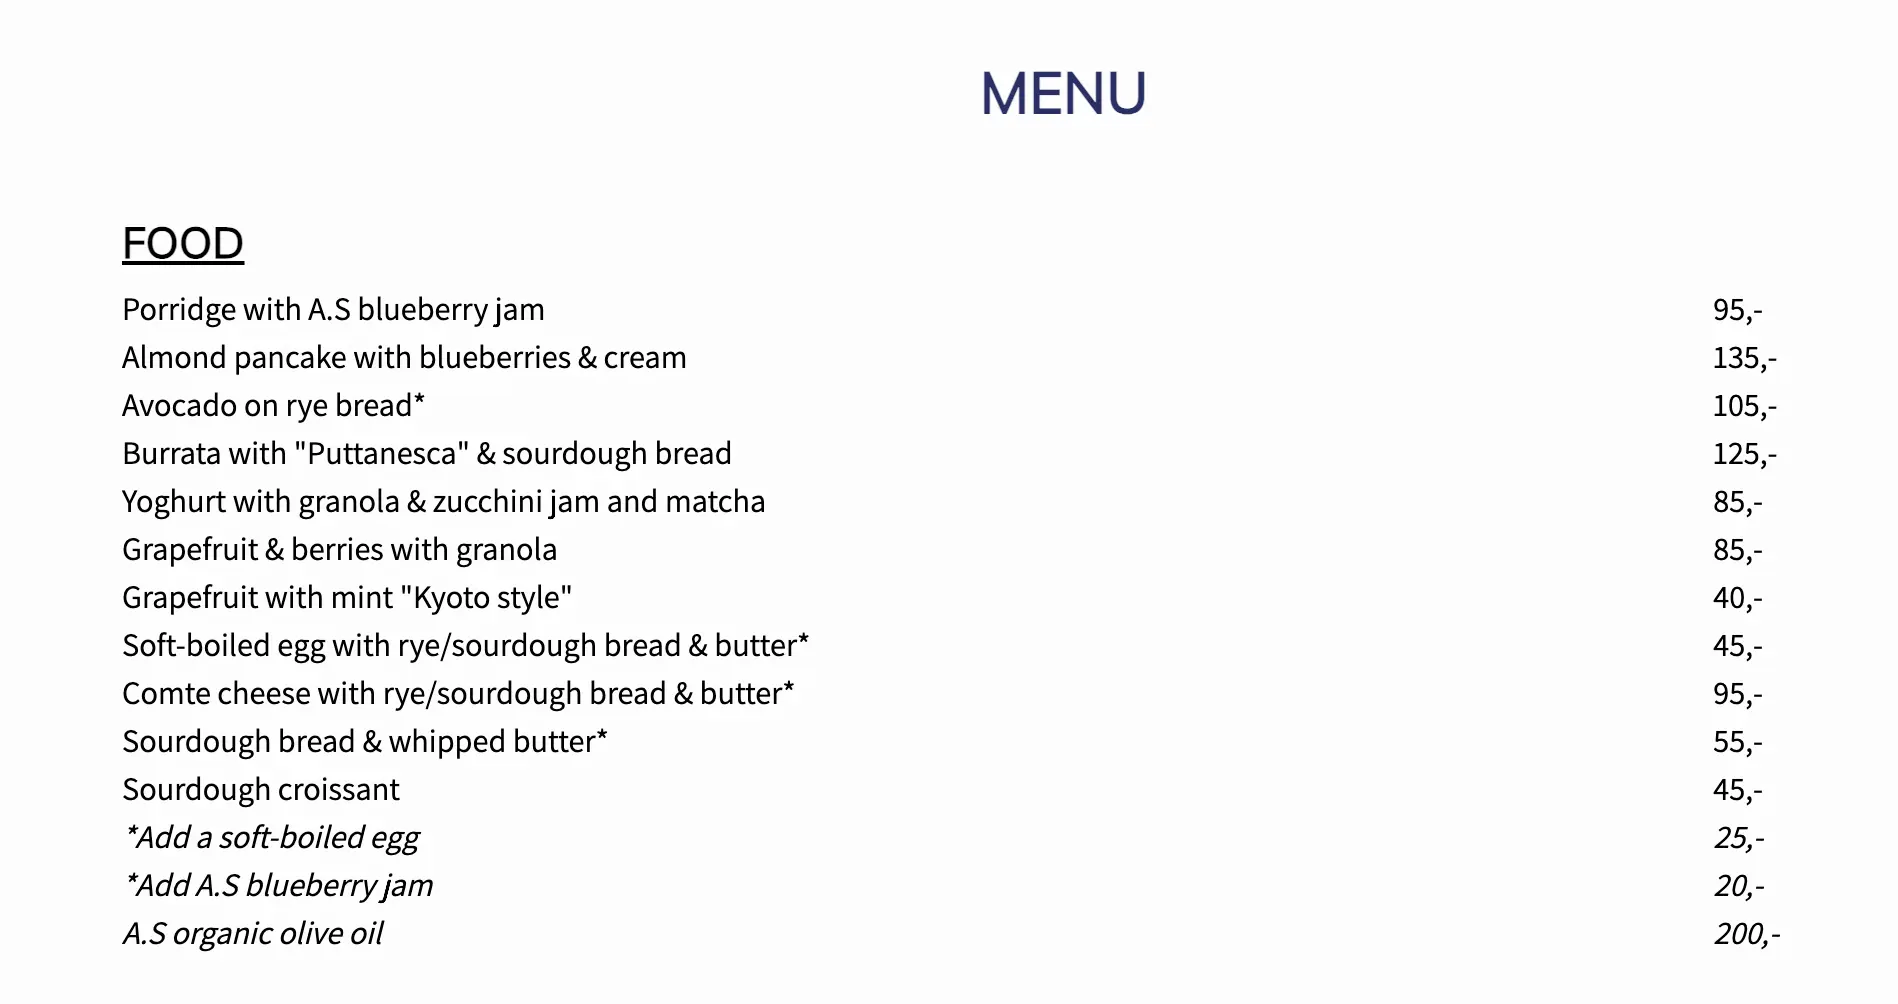 MENU
FOOD
Porridge with A.S blueberry jam 95,-
Almond pancake with blueberries & cream 135,-
Avocado on rye bread* 105,-
Burrata with "Puttanesca" & sourdough bread 125,-
Yoghurt with granola & zucchini jam and matcha 85,-
Grapefruit & berries with granola 85,-
Grapefruit with mint "Kyoto style" 40,-
Soft-boiled egg with rye/sourdough bread & butter* 45,-
Comte cheese with rye/sourdough bread & butter* 95,-
Sourdough bread & whipped butter* 55,-
Sourdough croissant 45,-
*Add a soft-boiled egg 25,-
*Add A.S blueberry jam 20,-
A.S organic olive oil 200,-